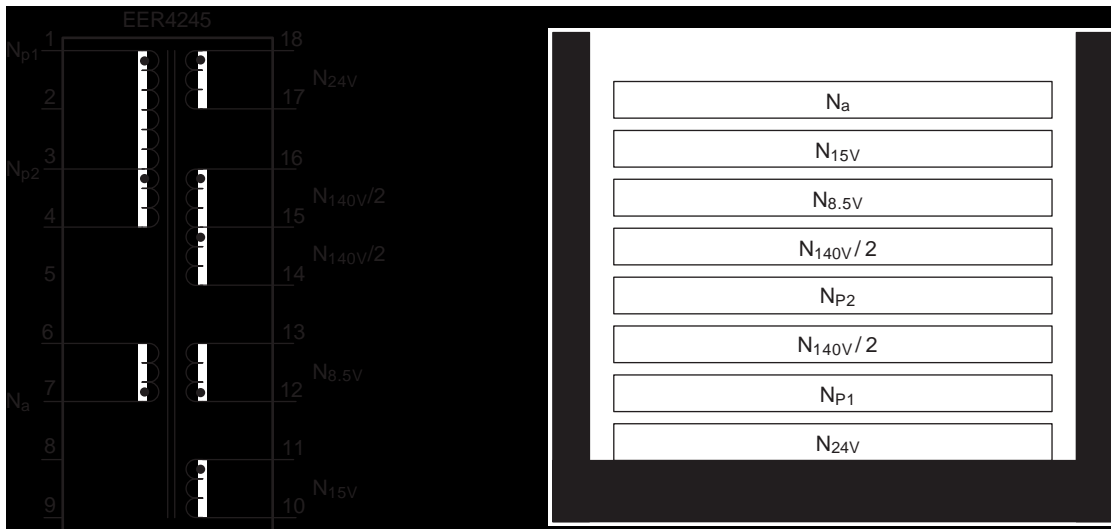 EER4245
1 18
Np1
N24V
2 17
3 16
Np2
N140V/2
4 15
N140V/2
5 14
6 13
N8.5V
7 12
Na
8 11
N15V
9 10
Na
N15V
N8.5V
N140V/2
NP2
N140V/2
NP1
N24V